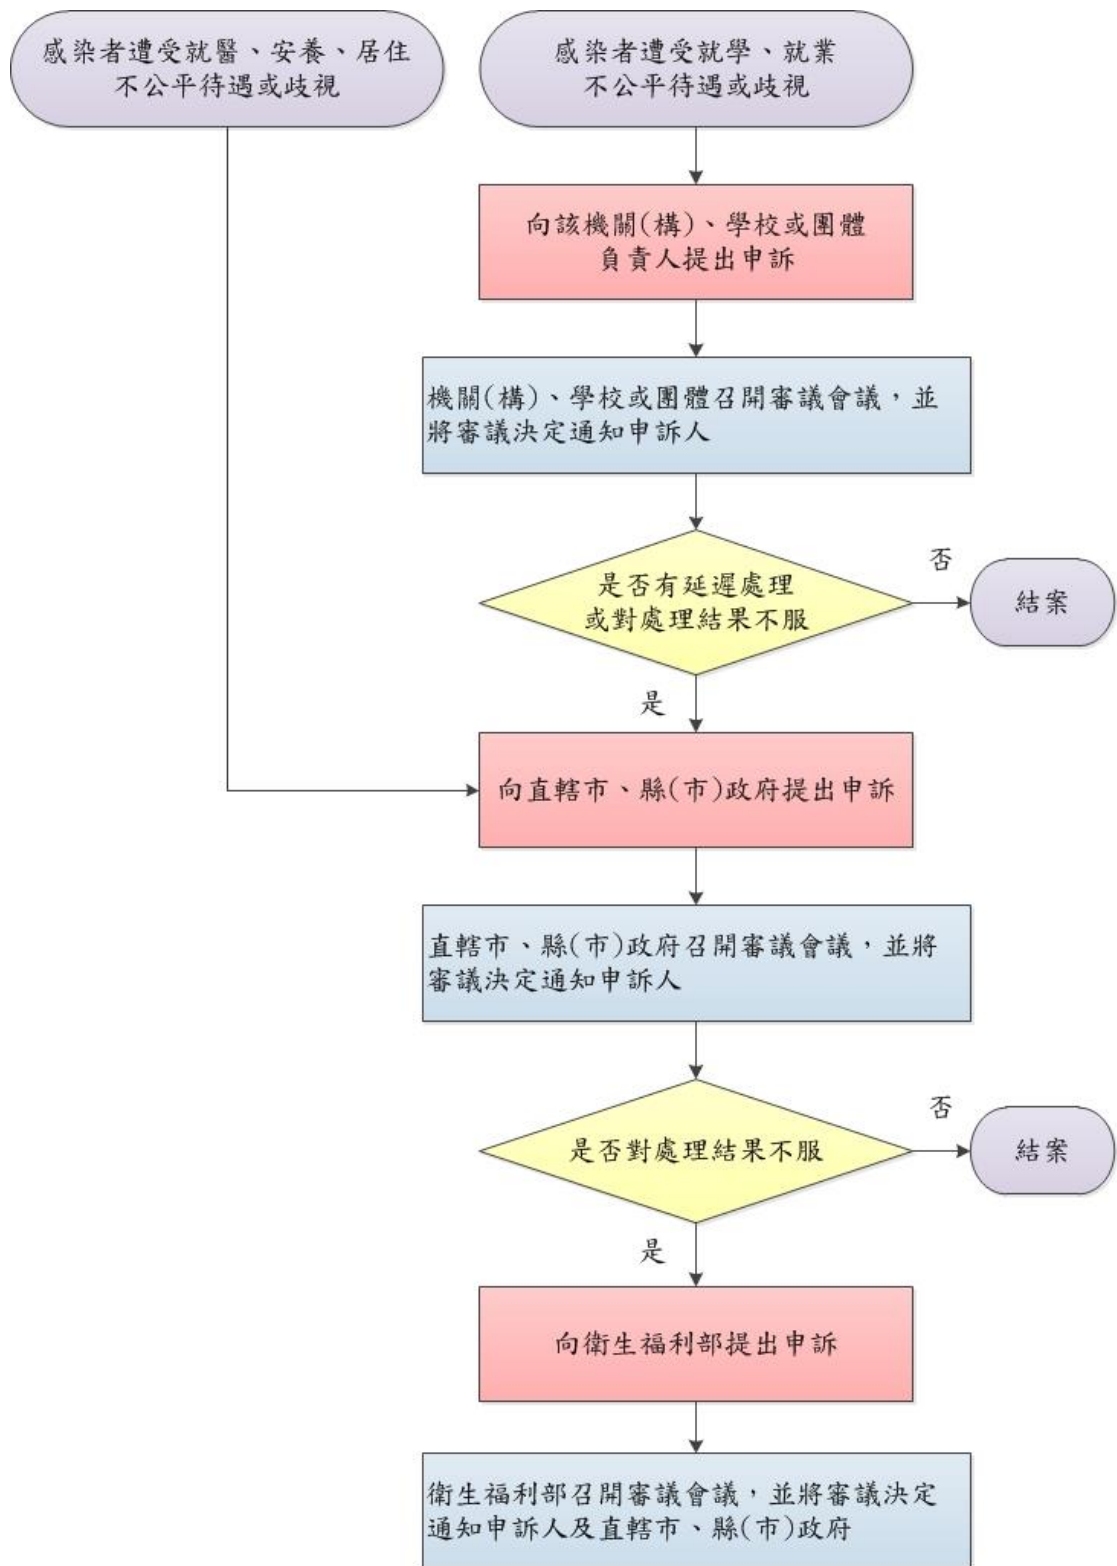 感染者遭受就醫、安養、居住
不公平待遇或歧視
感染者遭受就學、就業
不公平待遇或歧視
向該機關(構)、學校或團體
負責人提出申訴
機關(構)、學校或團體召開審議會議，並
將審議決定通知申訴人
是否有延遲處理
或對處理結果不服
否
結案
是
向直轄市、縣(市)政府提出申訴
直轄市、縣(市)政府召開審議會議，並將
審議決定通知申訴人
是否對處理結果不服
否
結案
是
向衛生福利部提出申訴
衛生福利部召開審議會議，並將審議決定
通知申訴人及直轄市、縣(市)政府